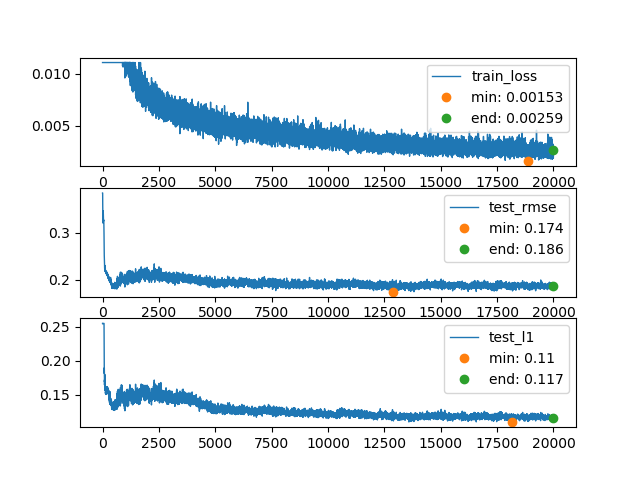 0.010
0.005
train_loss
min: 0.00153
end: 0.00259
0 2500 5000 7500 10000 12500 15000 17500 20000
0.3
0.2
test_rmse
min: 0.174
end: 0.186
0 2500 5000 7500 10000 12500 15000 17500 20000
0.25
0.20
0.15
test_l1
min: 0.11
end: 0.117
0 2500 5000 7500 10000 12500 15000 17500 20000